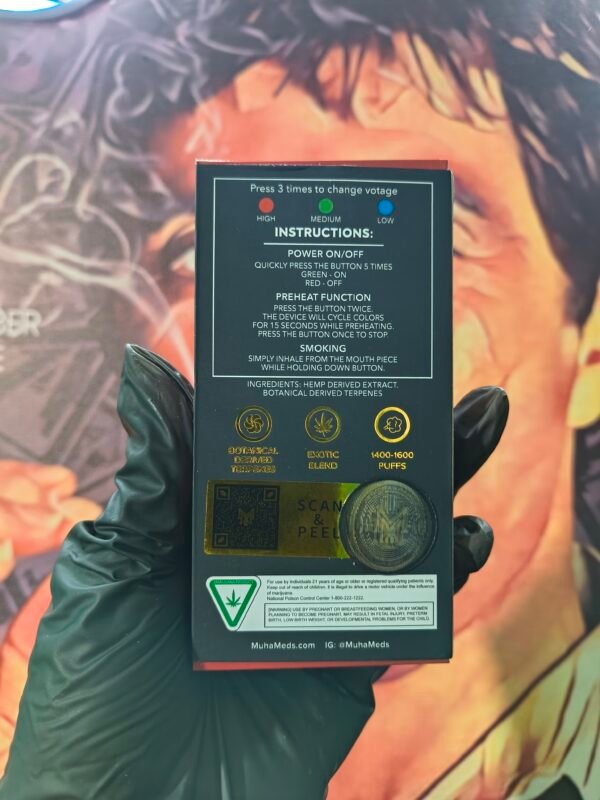 Press 3 times to change votage
HIGH
MEDIUM
LOW
INSTRUCTIONS:
POWER ON/OFF
QUICKLY PRESS THE BUTTON 5 TIMES
GREEN - ON
RED - OFF
PREHEAT FUNCTION
PRESS THE BUTTON TWICE.
THE DEVICE WILL CYCLE COLORS
FOR 15 SECONDS WHILE PREHEATING.
PRESS THE BUTTON ONCE TO STOP.
SMOKING
SIMPLY INHALE FROM THE MOUTH PIECE
WHILE HOLDING DOWN BUTTON.
INGREDIENTS: HEMP DERIVED EXTRACT.
BOTANICAL DERIVED TERPENES
BOTANICAL
DERIVED
TERPENES
EXOTIC
BLEND
1400-1600
PUFFS
SCAN
&
PEEL
For use by individuals 21 years of age or older or registered qualifying patients only.
Keep out of reach of children. It is illegal to drive a motor vehicle under the influence
of marijuana.
National Poison Control Center 1-800-222-1222.
[WARNING] USE BY PREGNANT OR BREASTFEEDING WOMEN, OR BY WOMEN
PLANNING TO BECOME PREGNANT, MAY RESULT IN FETAL INJURY, PRETERM
BIRTH, LOW BIRTH WEIGHT, OR DEVELOPMENTAL PROBLEMS FOR THE CHILD.
MuhaMeds.com IG: @MuhaMeds